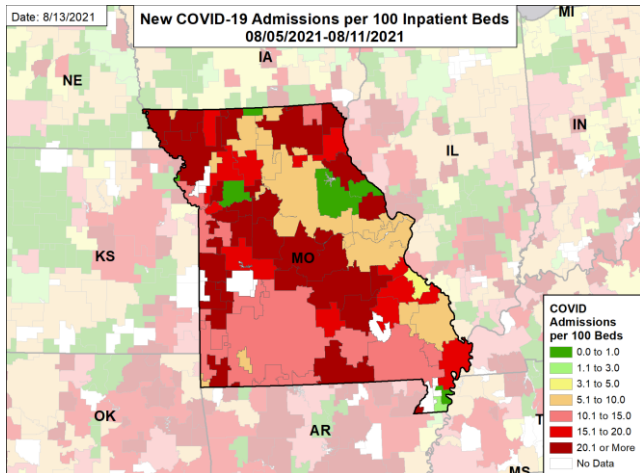 Date: 8/13/2021
New COVID-19 Admissions per 100 Inpatient Beds
08/05/2021-08/11/2021
MI
IA
NE
IN
IL
KS
MO
OK
AR
T
MS
COVID
Admissions
per 100 Beds
0.0 to 1.0
1.1 to 3.0
3.1 to 5.0
5.1 to 10.0
10.1 to 15.0
15.1 to 20.0
20.1 or More
No Data